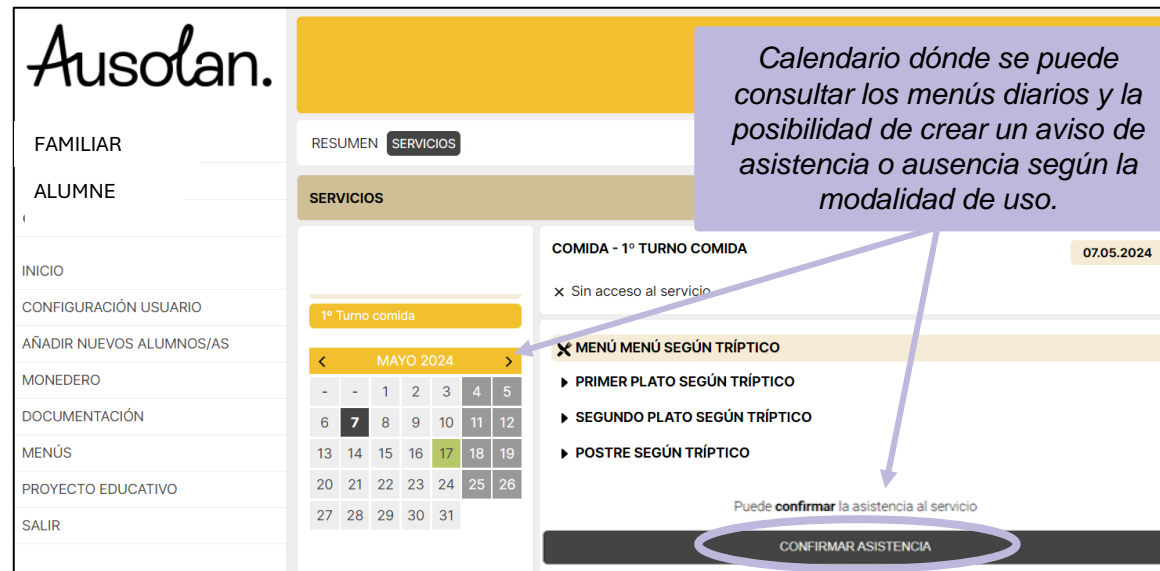 Ausolan.
FAMILIAR
ALUMNE
INICIO
CONFIGURACIÓN USUARIO
AÑADIR NUEVOS ALUMNOS/AS
MONEDERO
DOCUMENTACIÓN
MENÚS
PROYECTO EDUCATIVO
SALIR
RESUMEN SERVICIOS
SERVICIOS
Calendario dónde se puede
consultar los menús diarios y la
posibilidad de crear un aviso de
asistencia o ausencia según la
modalidad de uso.
1º Turno comida
< MAYO 2024 >
- - 1 2 3 4 5
6 7 8 9 10 11 12
13 14 15 16 17 18 19
20 21 22 23 24 25 26
27 28 29 30 31
COMIDA - 1º TURNO COMIDA
07.05.2024
× Sin acceso al servicio
MENÚ MENÚ SEGÚN TRÍPTICO
PRIMER PLATO SEGÚN TRÍPTICO
SEGUNDO PLATO SEGÚN TRÍPTICO
POSTRE SEGÚN TRÍPTICO
Puede confirmar la asistencia al servicio
CONFIRMAR ASISTENCIA